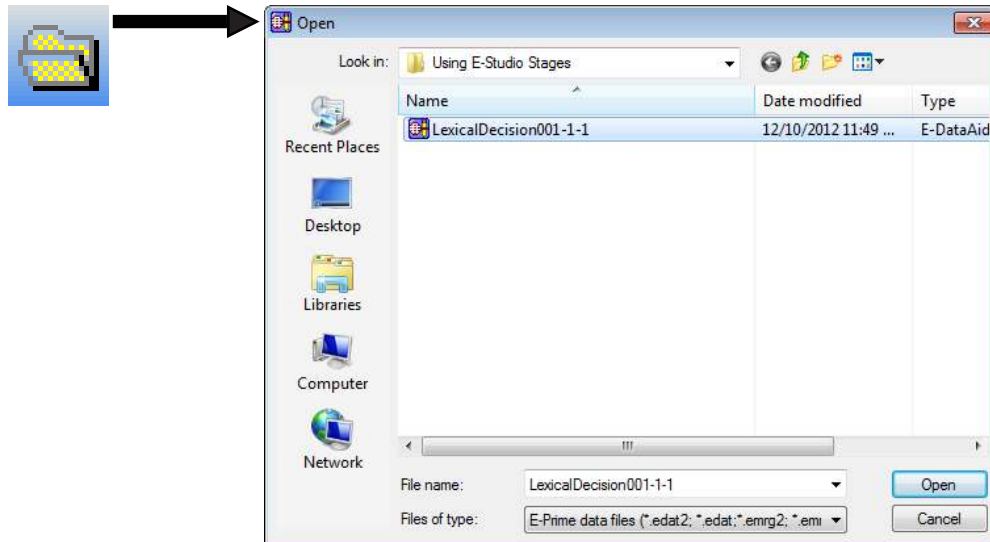 Open
Look in: Using E-Studio Stages
Name Date modified Type
LexicalDecision001-1-1 12/10/2012 11:49 ... E-DataAid
Recent Places
Desktop
Libraries
Computer
Network
File name: LexicalDecision001-1-1 Open
Files of type: E-Prime data files (*.edat2; *.edat;*.emrg2; *.emr Cancel